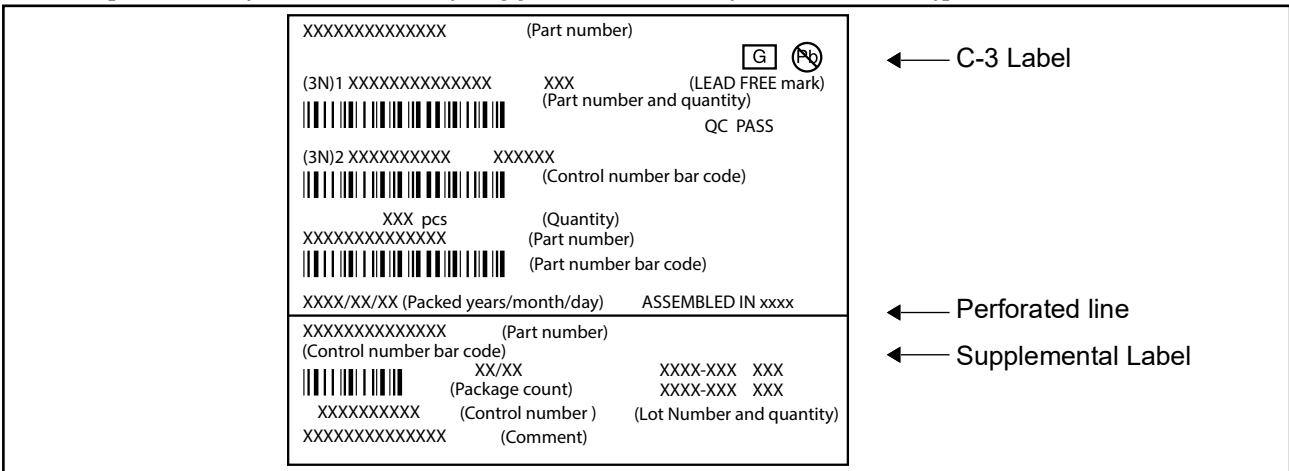 XXXXXXXXXXXXXX (Part number)
G Pb
C-3 Label
(3N)1 XXXXXXXXXXXXXX XXX (LEAD FREE mark)
(Part number and quantity)
QC PASS
(3N)2 XXXXXXXXXX XXXXXX
(Control number bar code)
XXX pcs (Quantity)
XXXXXXXXXXXXXX (Part number)
(Part number bar code)
XXXX/XX/XX (Packed years/month/day) ASSEMBLED IN xxxx
Perforated line
XXXXXXXXXXXXXX (Part number)
(Control number bar code)
Supplemental Label
XX/XX XXXX-XXX XXX
(Package count) XXXX-XXX XXX
XXXXXXXXXX (Control number ) (Lot Number and quantity)
XXXXXXXXXXXXXX (Comment)